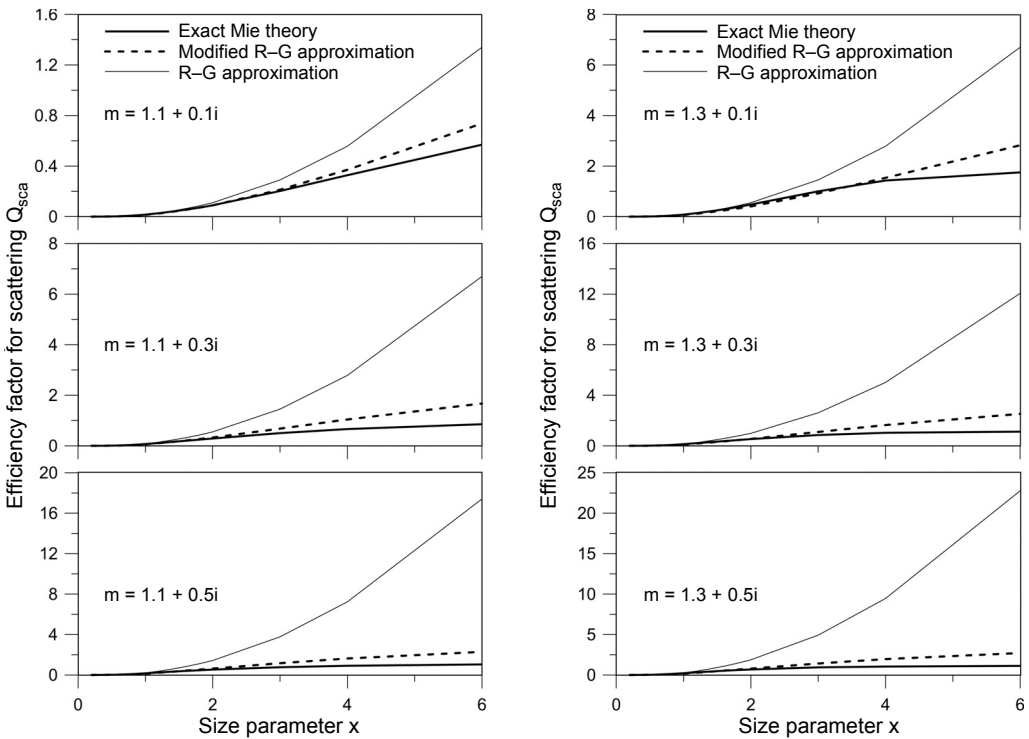 1.6
1.2
0.8
0.4
0
Exact Mie theory
Modified R–G approximation
R–G approximation
m = 1.1 + 0.1i
8
6
4
2
0
Exact Mie theory
Modified R–G approximation
R–G approximation
m = 1.3 + 0.1i
8
6
4
2
0
m = 1.1 + 0.3i
16
12
8
4
0
m = 1.3 + 0.3i
20
16
12
8
4
0
m = 1.1 + 0.5i
25
20
15
10
5
0
m = 1.3 + 0.5i
0 2 4 6
0 2 4 6
Size parameter x
Size parameter x
Efficiency factor for scattering Qsca
Efficiency factor for scattering Qsca